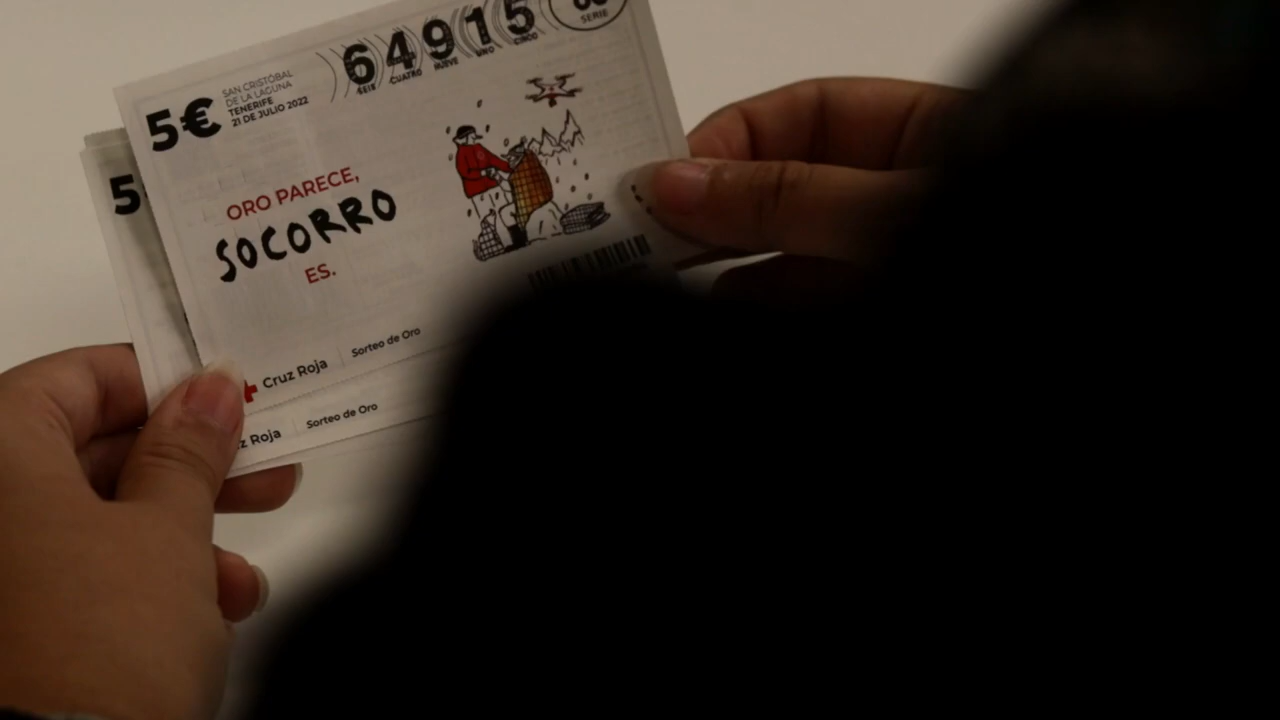 64915
SEIS CUATRO NUEVE UNO CINCO
SERIE
5€
SAN CRISTÓBAL
DE LA LAGUNA
TENERIFE
21 DE JULIO 2022
ORO PARECE,
SOCORRO
ES.
Cruz Roja
Sorteo de Oro
5
z Roja
Sorteo de Oro